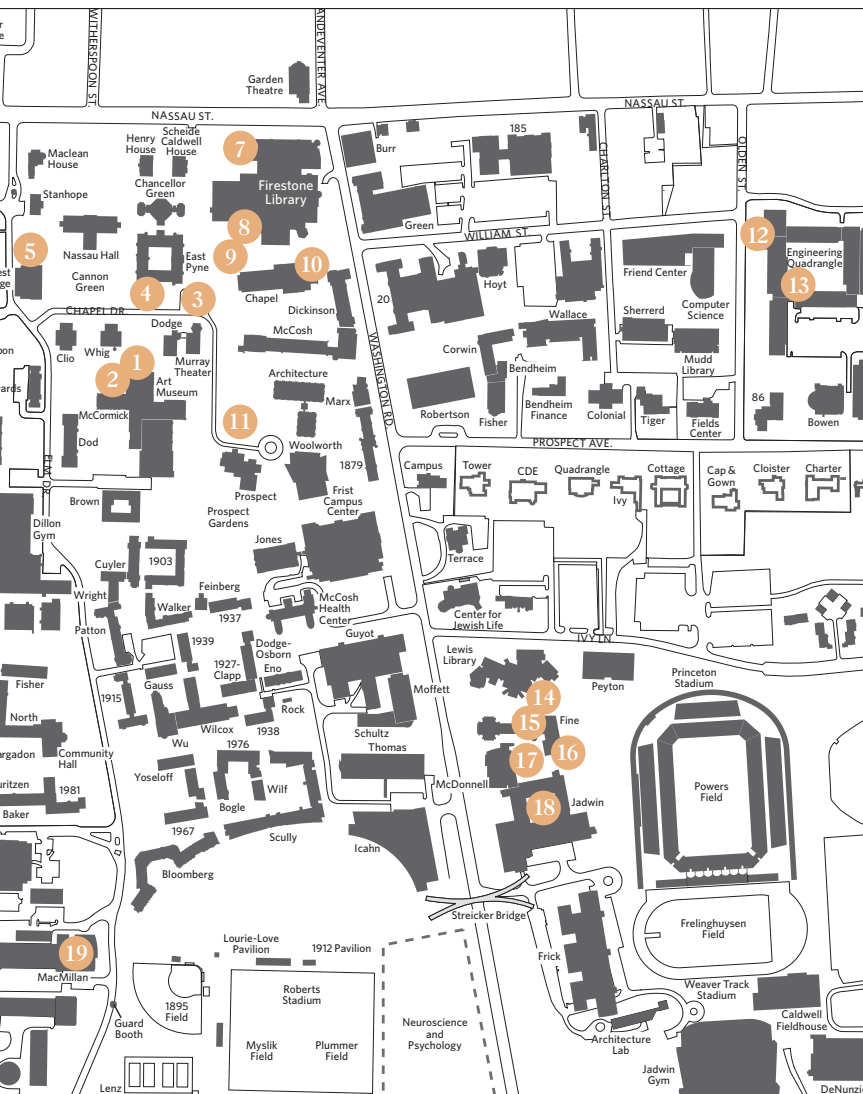 WITHERSPOON ST.
ANDEVENTER AVE.
Garden
Theatre
NASSAU ST.
NASSAU ST.
Maclean
House
Henry
House
Scheide
Caldwell
House
7
Burr
185
CHARLTON ST.
OLDEN ST.
Stanhope
Chancellor
Green
Firestone
Library
Green
5
Nassau Hall
8
WILLIAM ST.
12
East
Pyne
9
10
Engineering
Quadrangle
Cannon
Green
Friend Center
13
4
3
Chapel
Dickinson
20
Hoyt
CHAPEL DR.
Wallace
Sherrerd
Computer
Science
Dodge
McCosh
Clio
Whig
Murray
Theater
WASHINGTON RD.
Corwin
Mudd
Library
1
2
Art
Museum
Architecture
Bendheim
ards
McCormick
Marx
Robertson
Fisher
Bendheim
Finance
Colonial
Tiger
Fields
Center
86
Bowen
11
Dod
Woolworth
1879
PROSPECT AVE.
ELM DR.
Prospect
Campus
Tower
CDE
Quadrangle
Ivy
Cottage
Cap &
Gown
Cloister
Charter
Brown
Prospect
Gardens
Frist
Campus
Center
Dillon
Gym
Jones
Terrace
Cuyler
1903
Wright
Feinberg
Walker
1937
McCosh
Health
Center
Center for
Jewish Life
Patton
Guyot
IVY LN.
1939
Dodge-
Osborn
Lewis
Library
Fisher
1927-
Clapp
Eno
Peyton
Princeton
Stadium
Gauss
1915
Moffett
14
Rock
North
Wilcox
1938
Schultz
15
Fine
Wu
1976
Thomas
16
argadon
Community
Hall
17
Yoseloff
Wilf
McDonnell
Powers
Field
uritzen
1981
Bogle
18
Jadwin
Baker
1967
Scully
Icahn
Bloomberg
Streicker Bridge
Frelinghuysen
Field
19
Lourie-Love
Pavilion
1912 Pavilion
Frick
MacMillan
Weaver Track
Stadium
Roberts
Stadium
1895
Field
Guard
Booth
Myslik
Field
Plummer
Field
Neuroscience
and
Psychology
Caldwell
Fieldhouse
Architecture
Lab
Jadwin
Gym
Lenz
DeNunzi